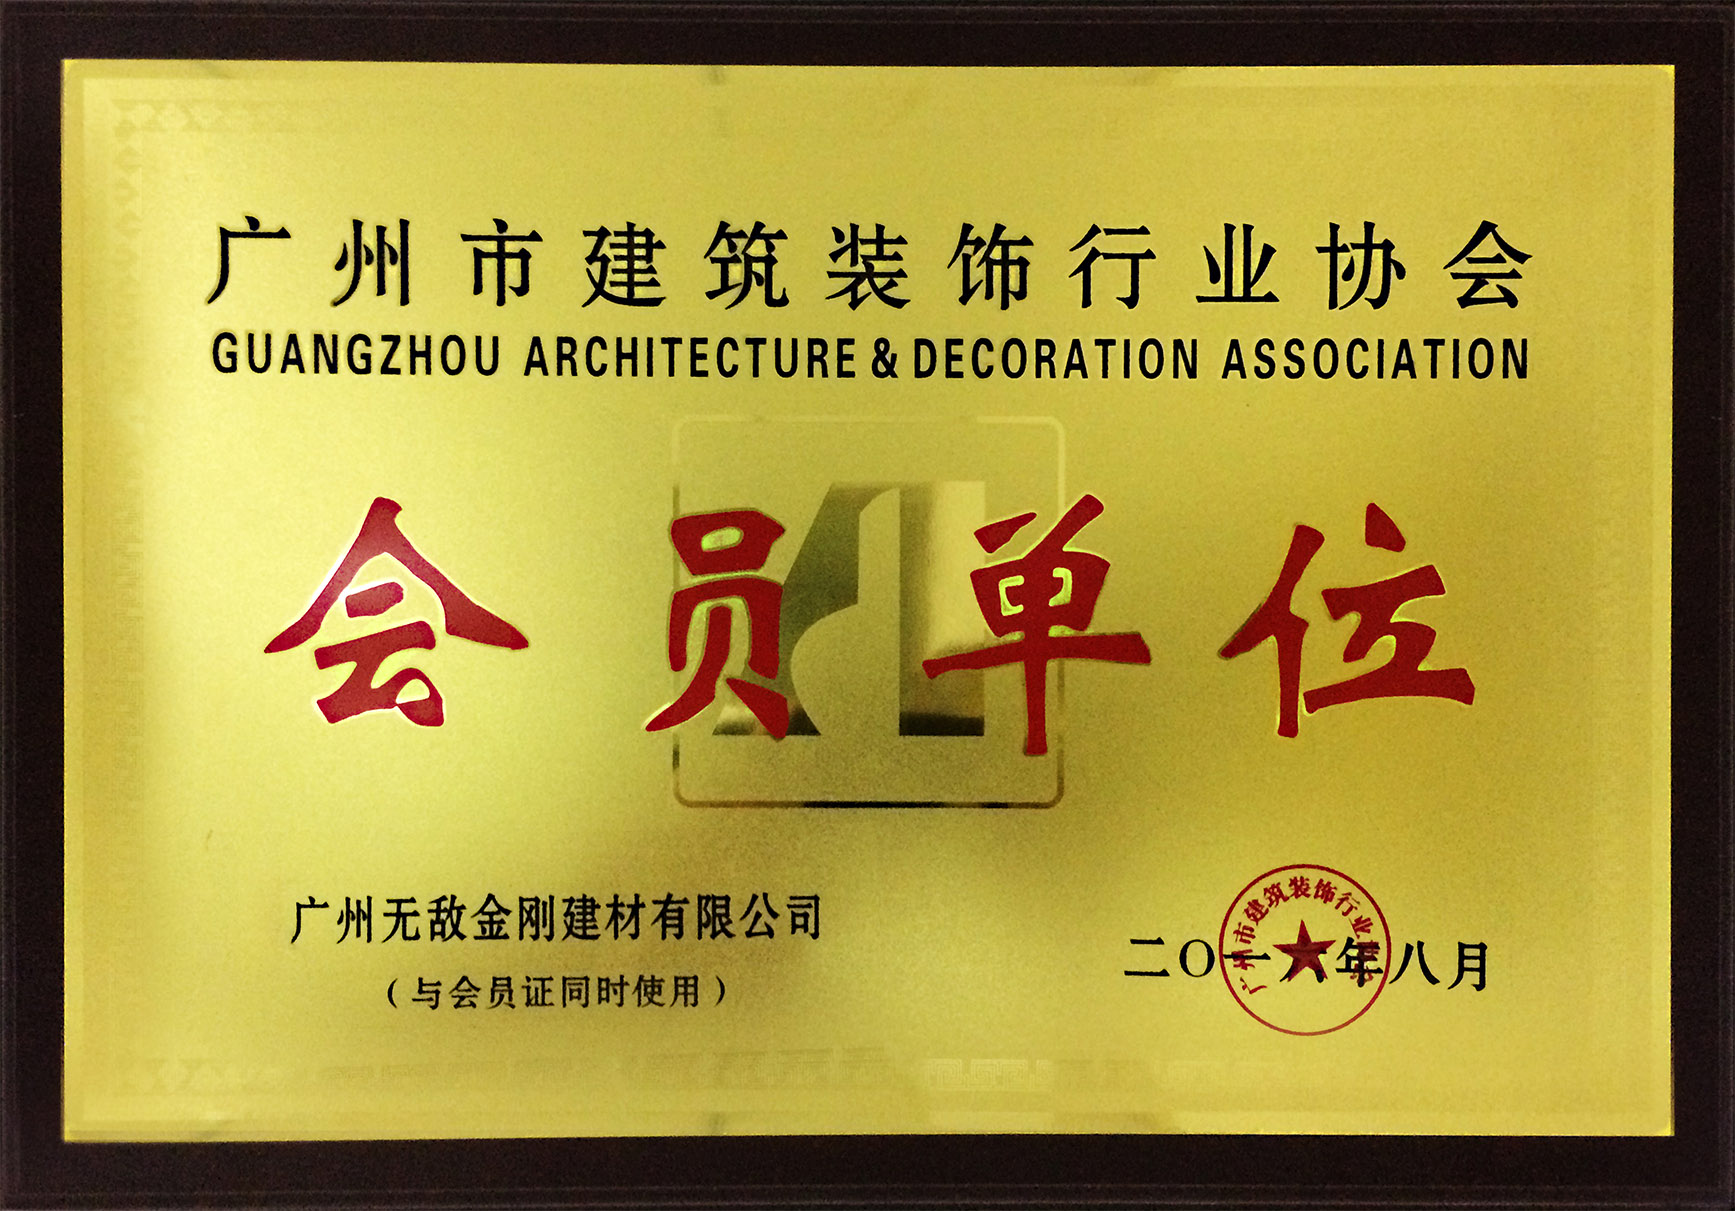 广州市建筑装饰行业协会
GUANGZHOU ARCHITECTURE & DECORATION ASSOCIATION
会员单位
广州无敌金刚建材有限公司
（与会员证同时使用）
二〇一六年八月
广州市建筑装饰行业协会